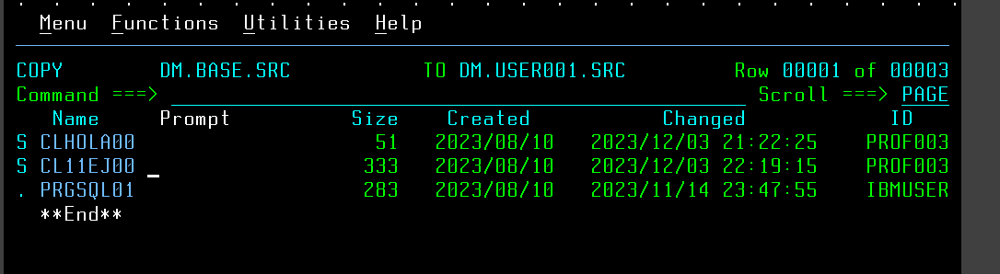 Menu Functions Utilities Help
COPY DM.BASE.SRC TO DM.USER001.SRC Row 00001 of 00003
Command ===> Scroll ===> PAGE
Name Prompt Size Created Changed ID
S CLHOLA00 51 2023/08/10 2023/12/03 21:22:25 PROF003
S CL11EJ00 _ 333 2023/08/10 2023/12/03 22:19:15 PROF003
. PRGSQL01 283 2023/08/10 2023/11/14 23:47:55 IBMUSER
**End**